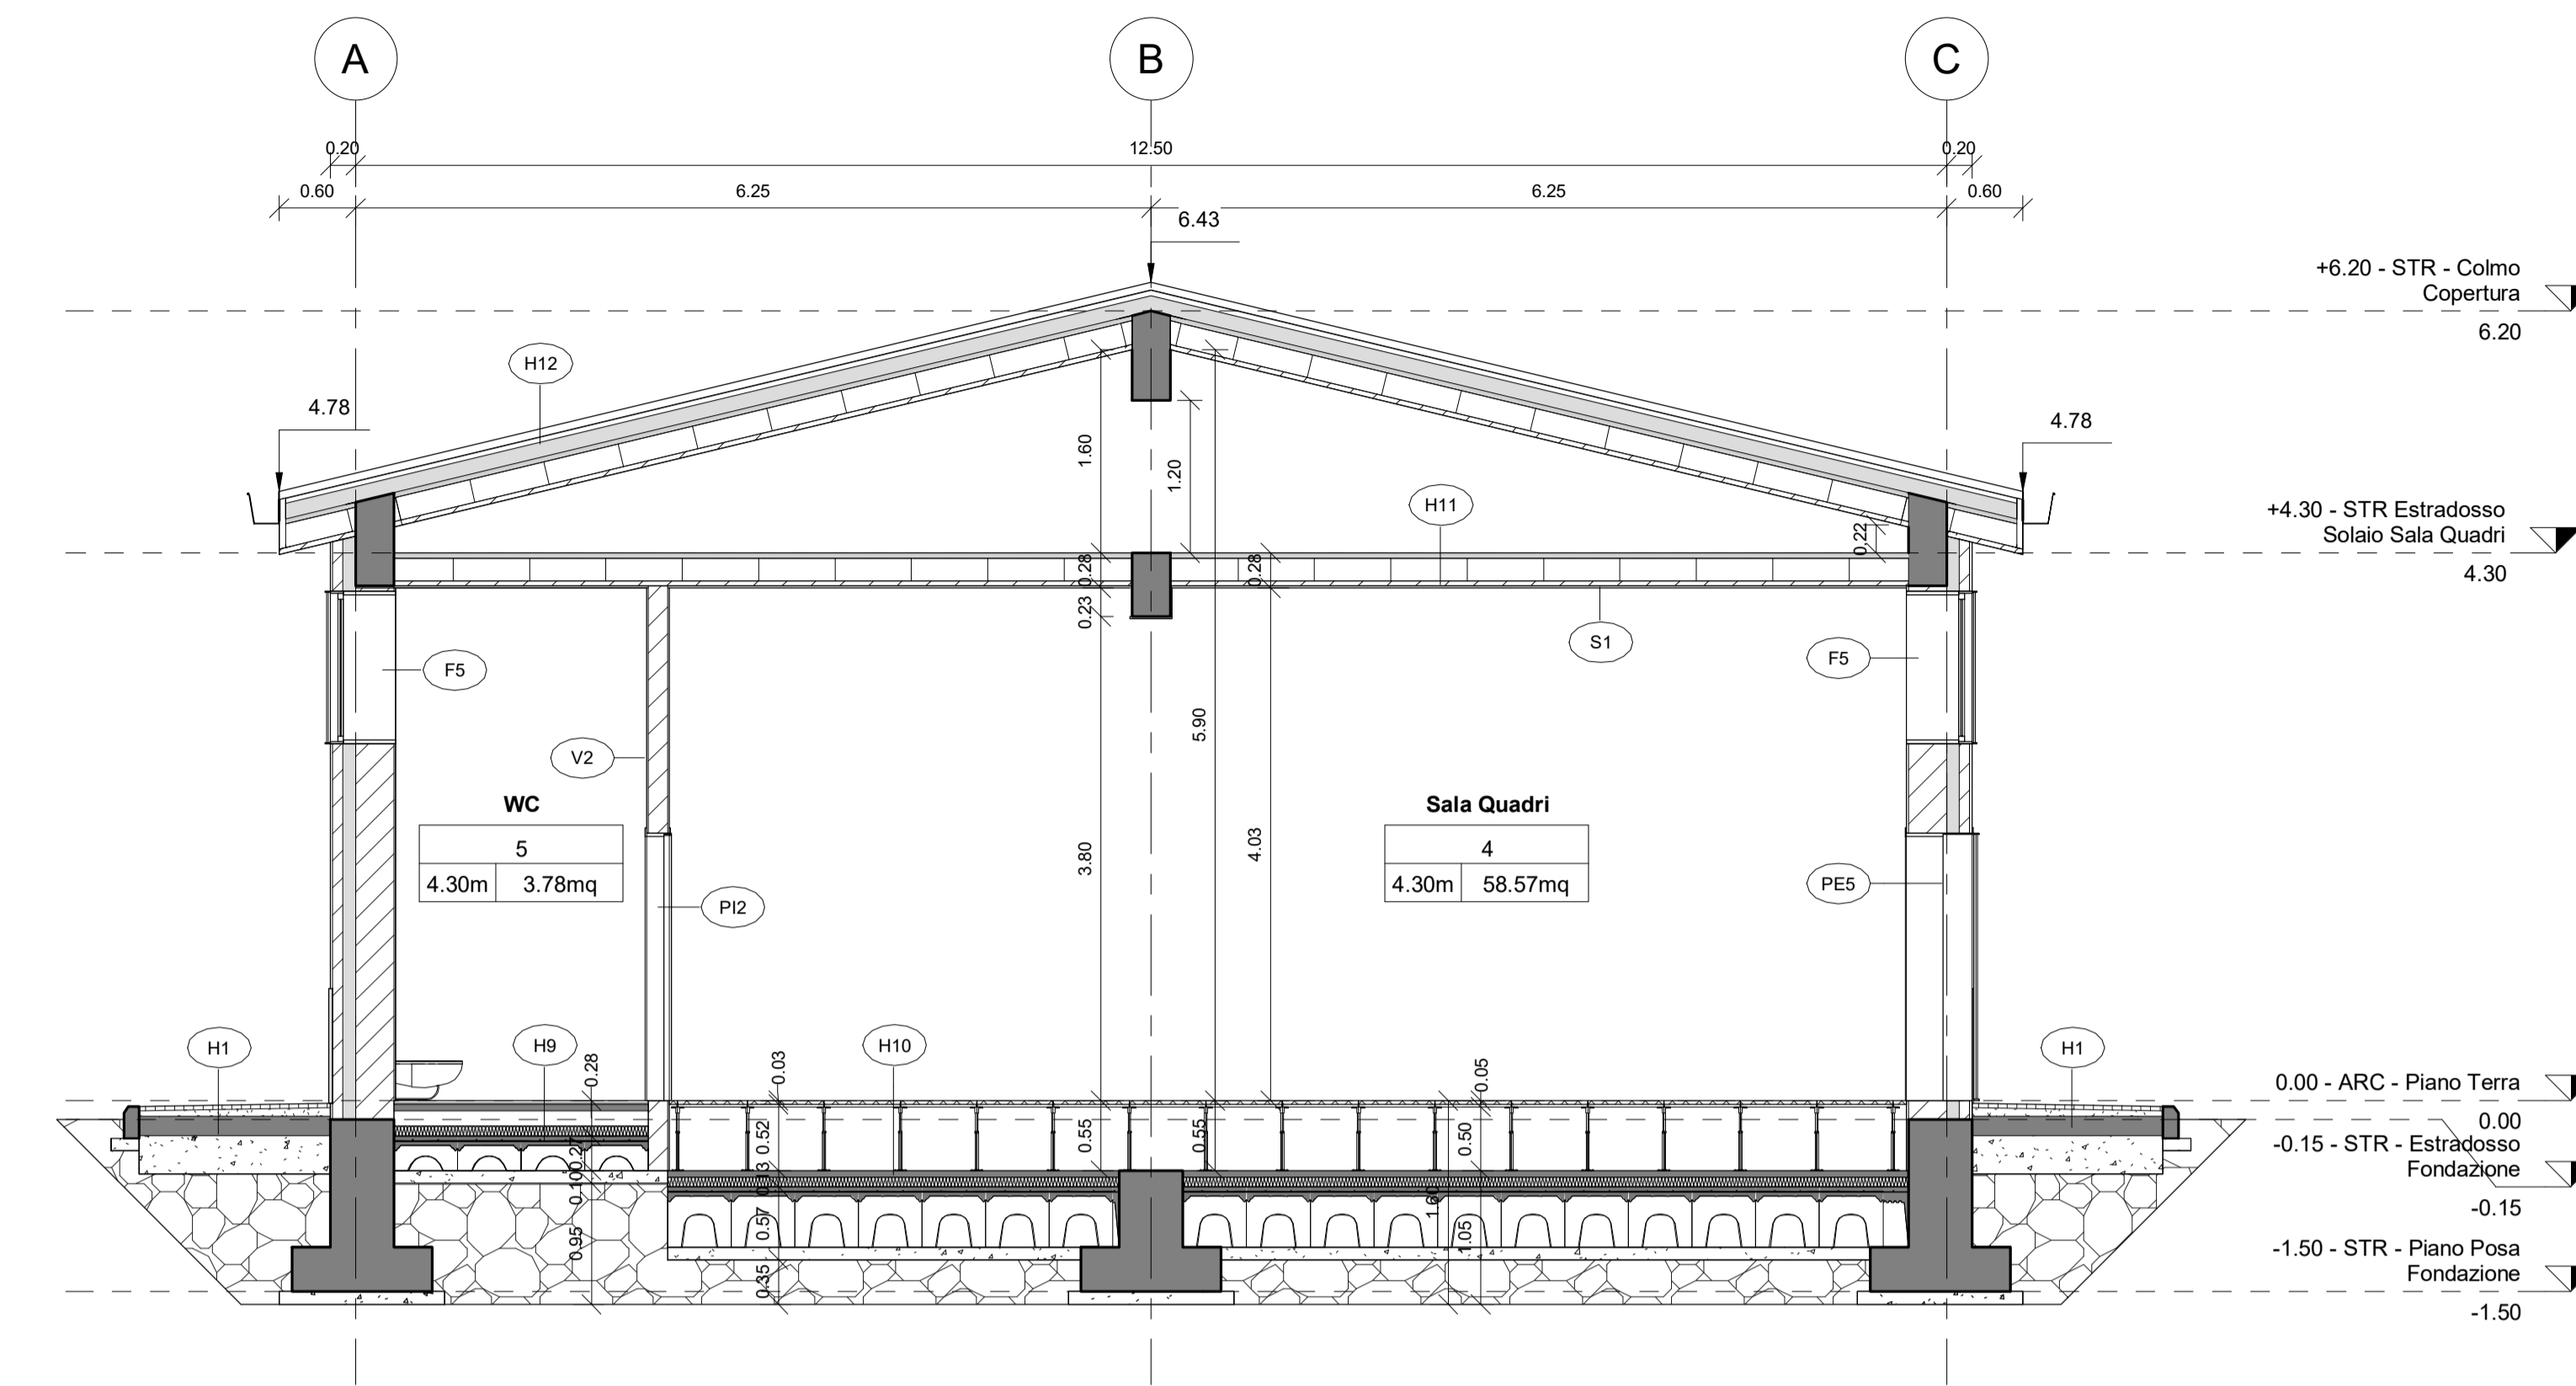 A
B
C
0.20
12.50
0.20
0.60
6.25
6.25
0.60
6.43
+6.20 - STR - Colmo
Copertura
6.20
H12
4.78
4.78
1.60
1.20
H11
0.22
+4.30 - STR Estradosso
Solaio Sala Quadri
4.30
0.28
0.28
0.23
S1
F5
F5
5.90
V2
WC
5
4.30m
3.78mq
3.80
4.03
Sala Quadri
4
4.30m
58.57mq
PE5
PI2
H1
H9
0.28
0.03
H10
0.05
H1
0.00 - ARC - Piano Terra
0.00
0.52
0.55
0.55
0.50
-0.15 - STR - Estradosso
Fondazione
-0.15
0.27
0.10
0.13
1.60
0.95
0.57
1.05
-1.50 - STR - Piano Posa
Fondazione
-1.50
0.35